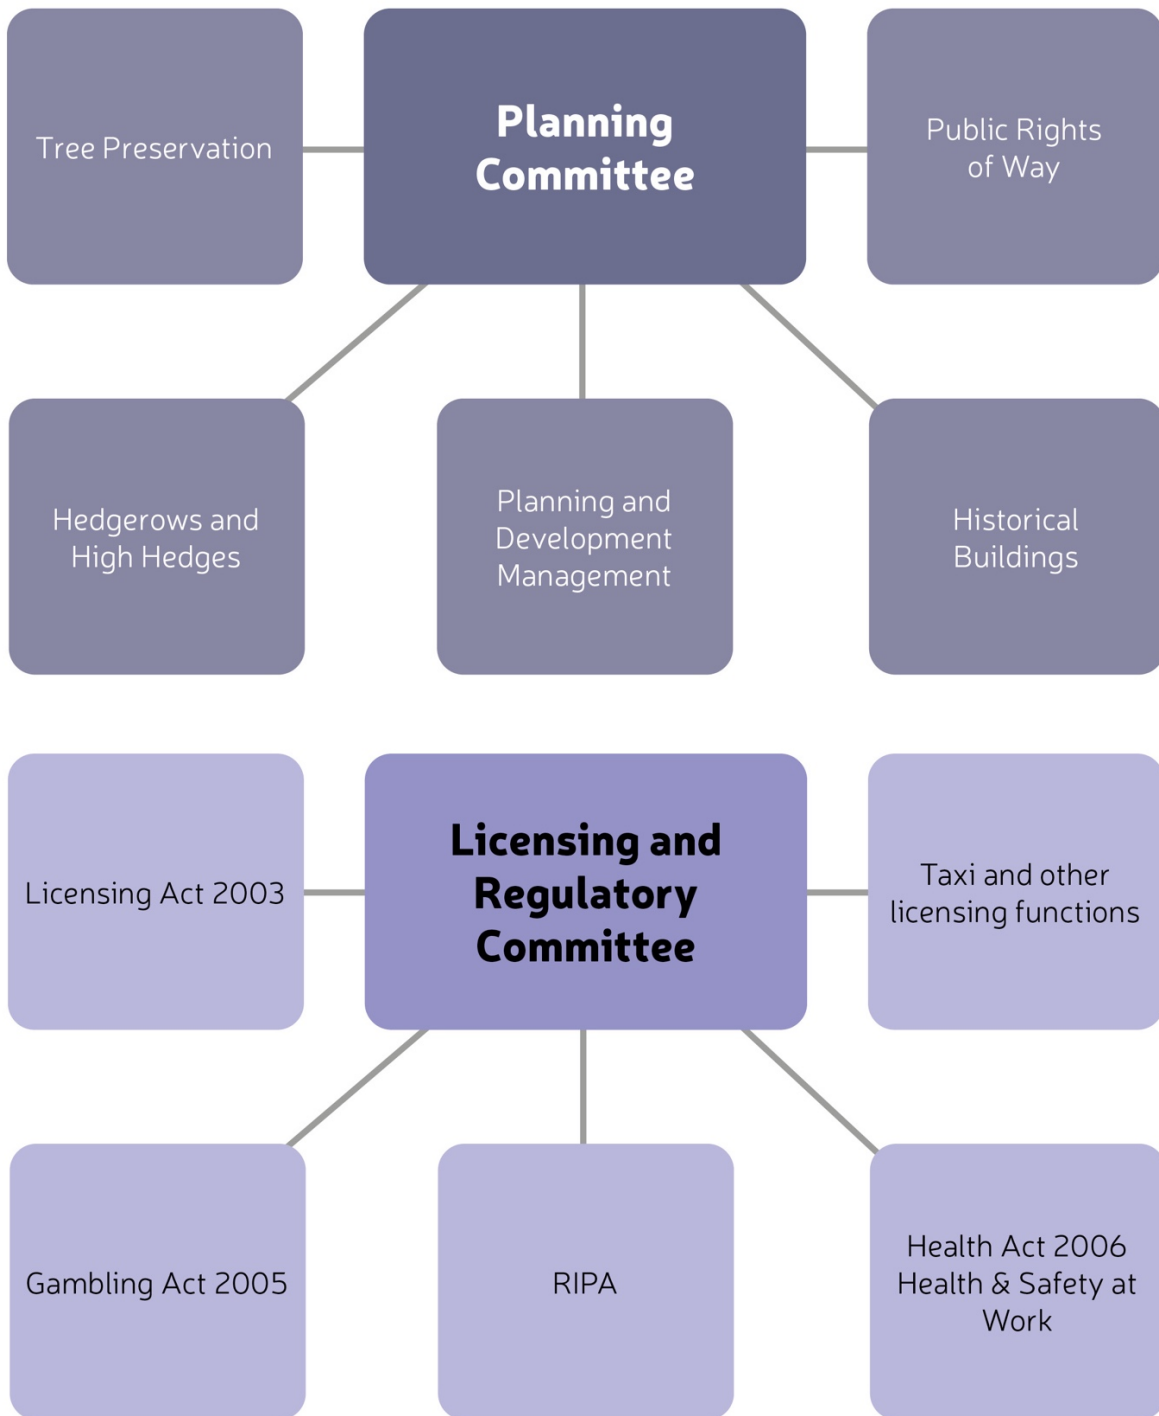 Tree Preservation
Planning
Committee
Public Rights
of Way
Hedgerows and
High Hedges
Planning and
Development
Management
Historical
Buildings
Licensing Act 2003
Licensing and
Regulatory
Committee
Taxi and other
licensing functions
Gambling Act 2005
RIPA
Health Act 2006
Health & Safety at
Work